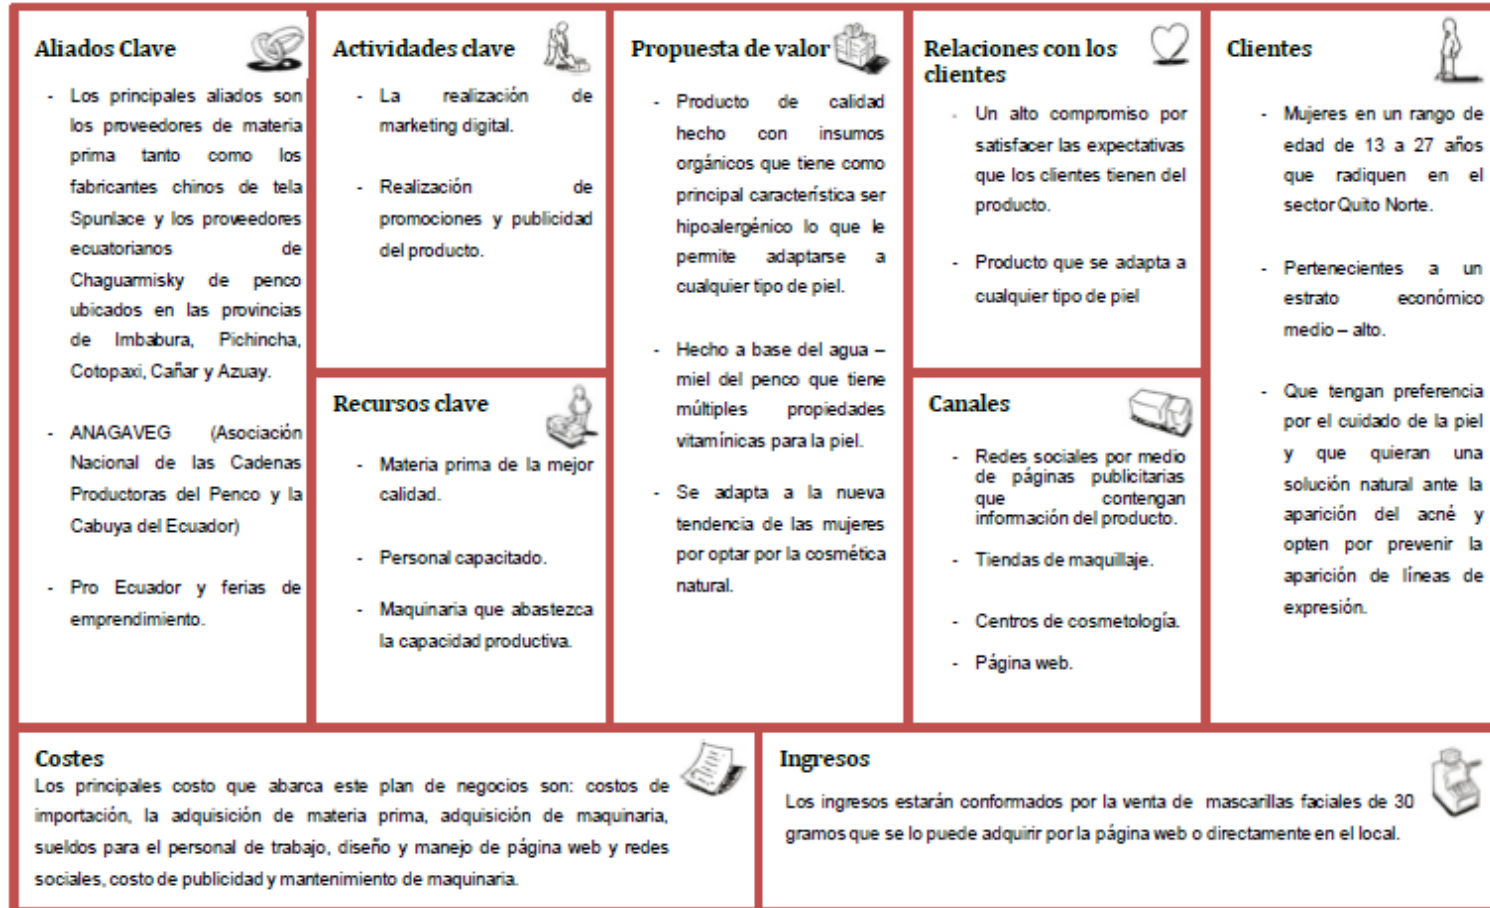 Aliados Clave
- Los principales aliados son
los proveedores de materia
prima tanto como los
fabricantes chinos de tela
Spunlace y los proveedores
ecuatorianos de
Chaguarmisky de penco
ubicados en las provincias
de Imbabura, Pichincha,
Cotopaxi, Cañar y Azuay.
- ANAGAVEG (Asociación
Nacional de las Cadenas
Productoras del Penco y la
Cabuya del Ecuador)
- Pro Ecuador y ferias de
emprendimiento.
Actividades clave
- La realización de
marketing digital.
- Realización de
promociones y publicidad
del producto.
Recursos clave
- Materia prima de la mejor
calidad.
- Personal capacitado.
- Maquinaria que abastezca
la capacidad productiva.
Propuesta de valor
- Producto de calidad
hecho con insumos
orgánicos que tiene como
principal característica ser
hipoalergénico lo que le
permite adaptarse a
cualquier tipo de piel.
- Hecho a base del agua –
miel del penco que tiene
múltiples propiedades
vitamínicas para la piel.
- Se adapta a la nueva
tendencia de las mujeres
por optar por la cosmética
natural.
Relaciones con los
clientes
- Un alto compromiso por
satisfacer las expectativas
que los clientes tienen del
producto.
- Producto que se adapta a
cualquier tipo de piel
Canales
- Redes sociales por medio
de páginas publicitarias
que contengan
información del producto.
- Tiendas de maquillaje.
- Centros de cosmetología.
- Página web.
Clientes
- Mujeres en un rango de
edad de 13 a 27 años
que radiquen en el
sector Quito Norte.
- Pertenecientes a un
estrato económico
medio – alto.
- Que tengan preferencia
por el cuidado de la piel
y que quieran una
solución natural ante la
aparición del acné y
opten por prevenir la
aparición de líneas de
expresión.
Costes
Los principales costo que abarca este plan de negocios son: costos de
importación, la adquisición de materia prima, adquisición de maquinaria,
sueldos para el personal de trabajo, diseño y manejo de página web y redes
sociales, costo de publicidad y mantenimiento de maquinaria.
Ingresos
Los ingresos estarán conformados por la venta de mascarillas faciales de 30
gramos que se lo puede adquirir por la página web o directamente en el local.